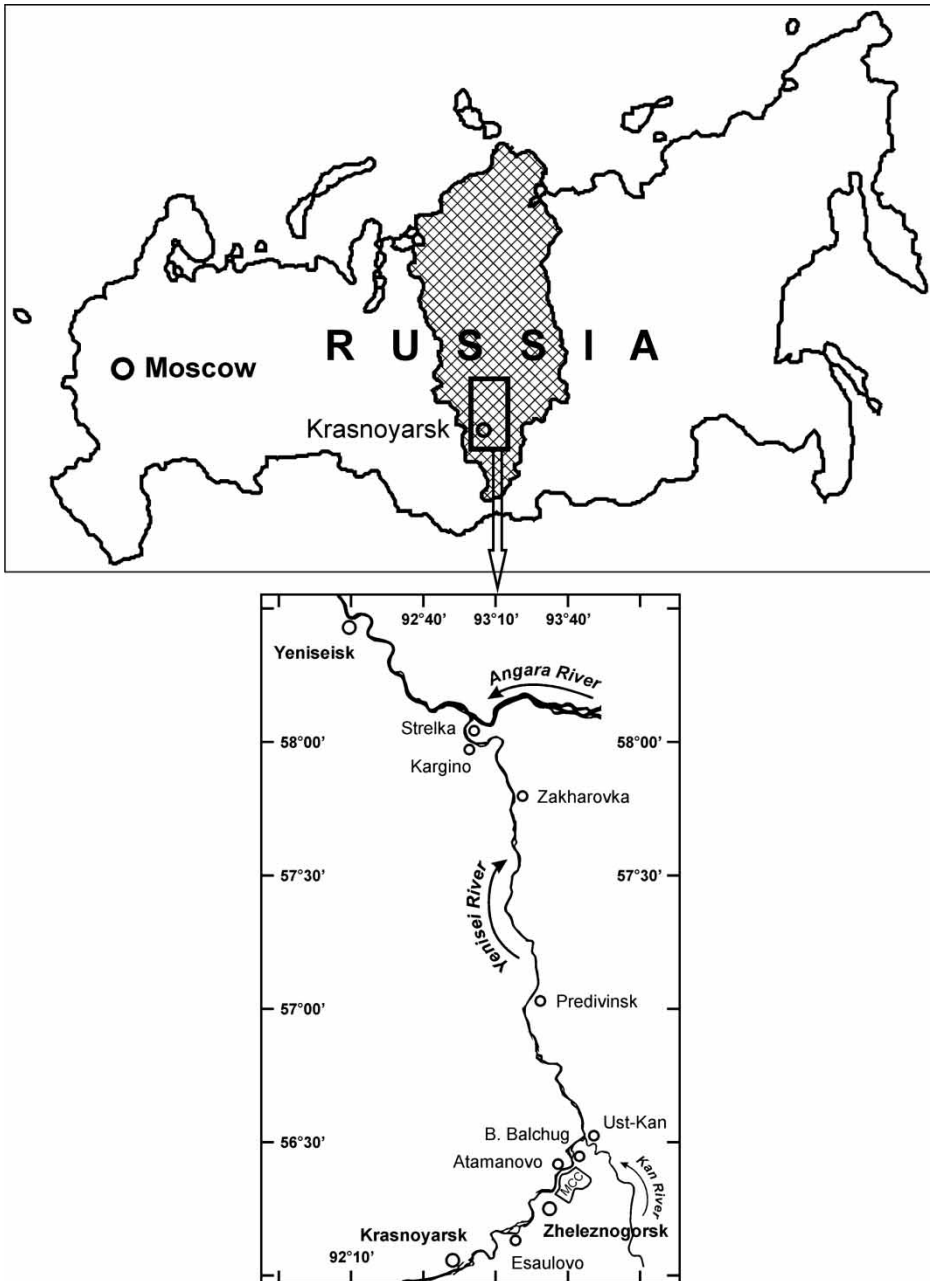 R U S S I A
Moscow
Krasnoyarsk
92°40’ 93°10’ 93°40’
Yeniseisk
Angara River
Strelka
58°00’ 58°00’
Kargino
Zakharovka
57°30’ 57°30’
Yenisei River
Predivinsk
57°00’ 57°00’
Ust-Kan
B. Balchug
56°30’ 56°30’
Atamanovo
Kan River
MCC
Zheleznogorsk
Krasnoyarsk
Esaulovo
92°10’